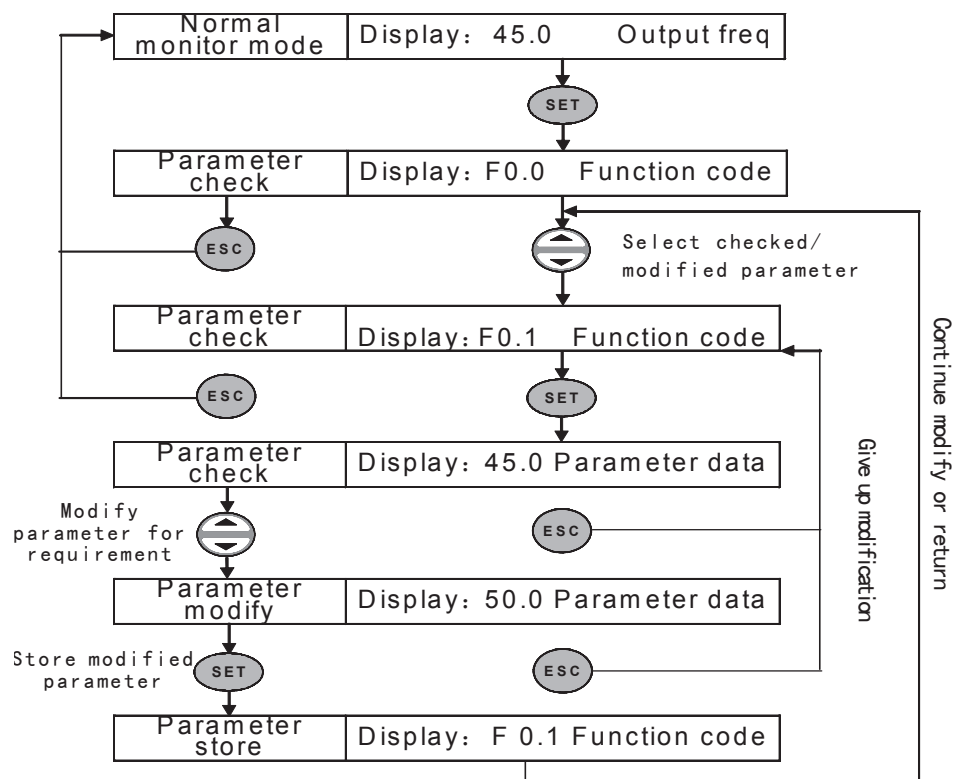 Normal
monitor mode
Display: 45.0 Output freq
SET
Parameter
check
Display: F0.0 Function code
ESC
Select checked/
modified parameter
Parameter
check
Display: F0.1 Function code
ESC
SET
Parameter
check
Display: 45.0 Parameter data
Modify
parameter for
requirement
ESC
Parameter
modify
Display: 50.0 Parameter data
Store modified
parameter
SET
ESC
Parameter
store
Display: F 0.1 Function code
Give up modification
Continue modify or return